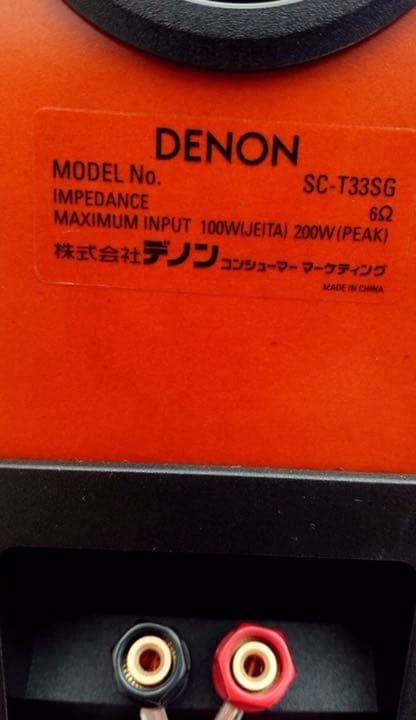 DENON
MODEL No. SC-T33SG
IMPEDANCE 6Ω
MAXIMUM INPUT 100W(JEITA) 200W(PEAK)
株式会社デノン コンシューマー マーケティング
MADE IN CHINA